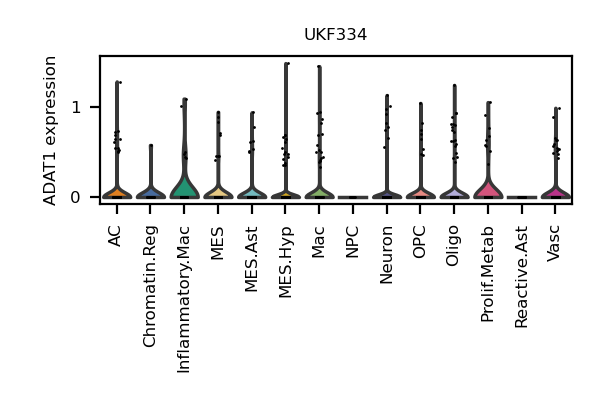 UKF334
ADAT1 expression
1
0
AC
Chromatin.Reg
Inflammatory.Mac
MES
MES.Ast
MES.Hyp
Mac
NPC
Neuron
OPC
Oligo
Prolif.Metab
Reactive.Ast
Vasc